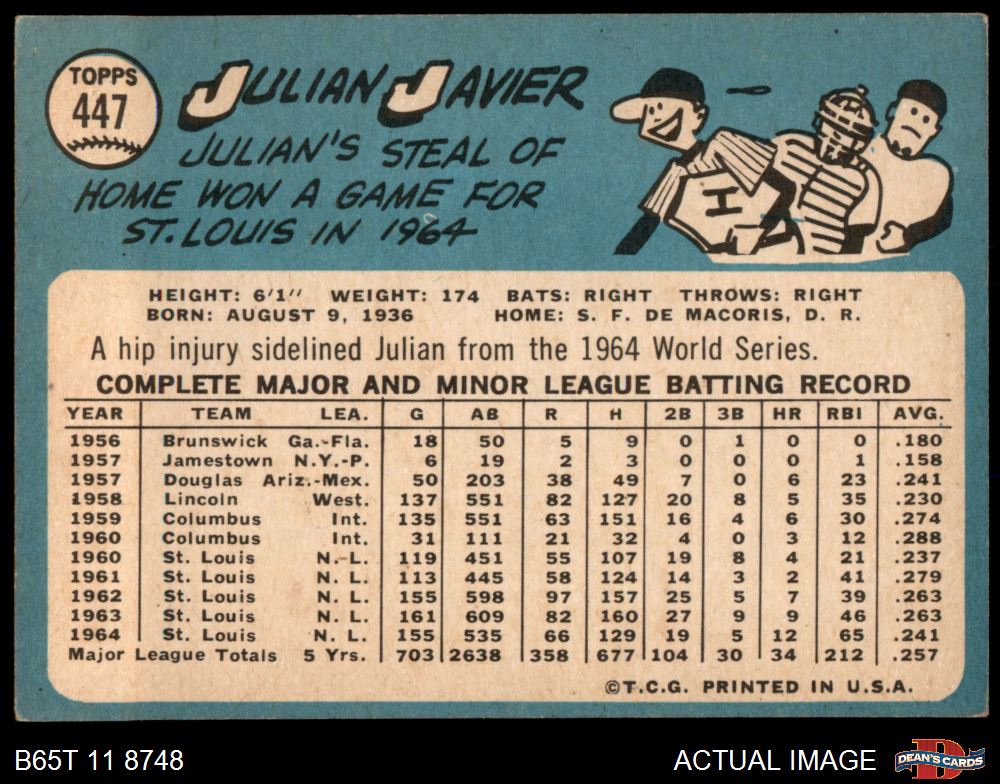 TOPPS
447
JULIAN JAVIER
JULIAN'S STEAL OF
HOME WON A GAME FOR
ST. LOUIS IN 1964
H
HEIGHT: 6'1" WEIGHT: 174 BATS: RIGHT THROWS: RIGHT
BORN: AUGUST 9, 1936 HOME: S. F. DE MACORIS, D. R.
A hip injury sidelined Julian from the 1964 World Series.
COMPLETE MAJOR AND MINOR LEAGUE BATTING RECORD
YEAR TEAM LEA. G AB R H 2B 3B HR RBI AVG.
1956 Brunswick Ga.-Fla. 18 50 5 9 0 1 0 0 .180
1957 Jamestown N.Y.-P. 6 19 2 3 0 0 0 1 .158
1957 Douglas Ariz.-Mex. 50 203 38 49 7 0 6 23 .241
1958 Lincoln West. 137 551 82 127 20 8 5 35 .230
1959 Columbus Int. 135 551 63 151 16 4 6 30 .274
1960 Columbus Int. 31 111 21 32 4 0 3 12 .288
1960 St. Louis N. L. 119 451 55 107 19 8 4 21 .237
1961 St. Louis N. L. 113 445 58 124 14 3 2 41 .279
1962 St. Louis N. L. 155 598 97 157 25 5 7 39 .263
1963 St. Louis N. L. 161 609 82 160 27 9 9 46 .263
1964 St. Louis N. L. 155 535 66 129 19 5 12 65 .241
Major League Totals 5 Yrs. 703 2638 358 677 104 30 34 212 .257
©T.C.G. PRINTED IN U.S.A.
B65T 11 8748 ACTUAL IMAGE DEAN'S CARDS